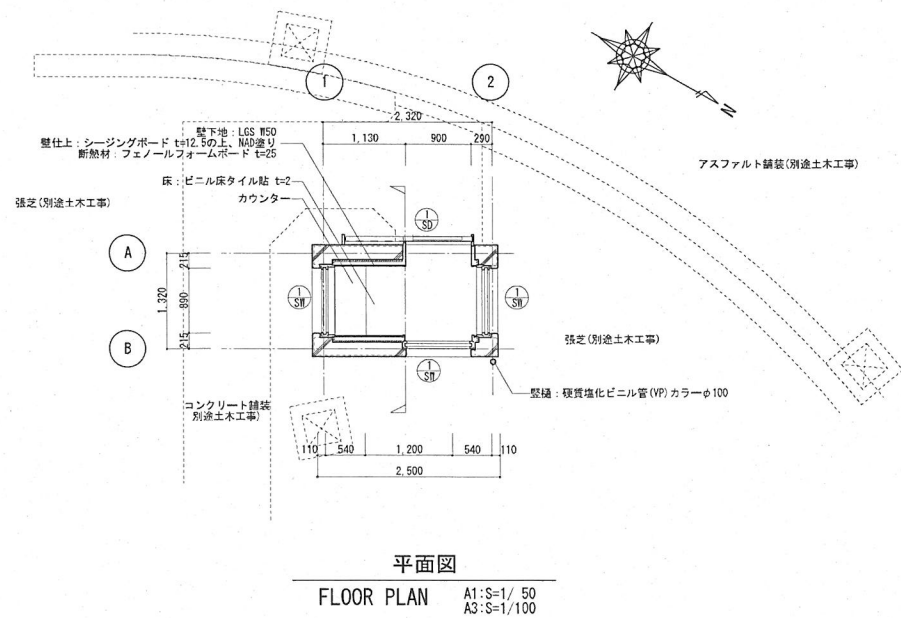 1
2
2,320
1,130
900
290
壁下地：LGS W50
壁仕上：シージングボード t=12.5の上、NAD塗り
断熱材：フェノールフォームボード t=25
床：ビニル床タイル貼 t=2
カウンター
張芝(別途土木工事)
アスファルト舗装(別途土木工事)
N
1
SD
A
B
215
890
215
1,320
1
SW
1
SW
1
SW
張芝(別途土木工事)
竪樋：硬質塩化ビニル管(VP)カラーφ100
コンクリート舗装
別途土木工事)
110
540
1,200
540
110
2,500
平面図
FLOOR PLAN
A1:S=1/ 50
A3:S=1/100